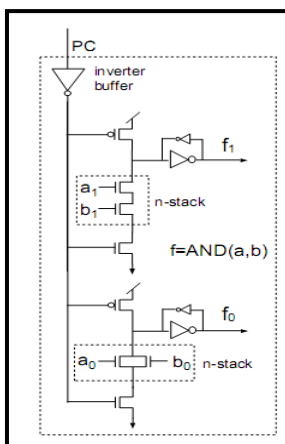 PC
inverter
buffer
f1
a1
b1
n-stack
f=AND(a,b)
f0
a0
b0
n-stack